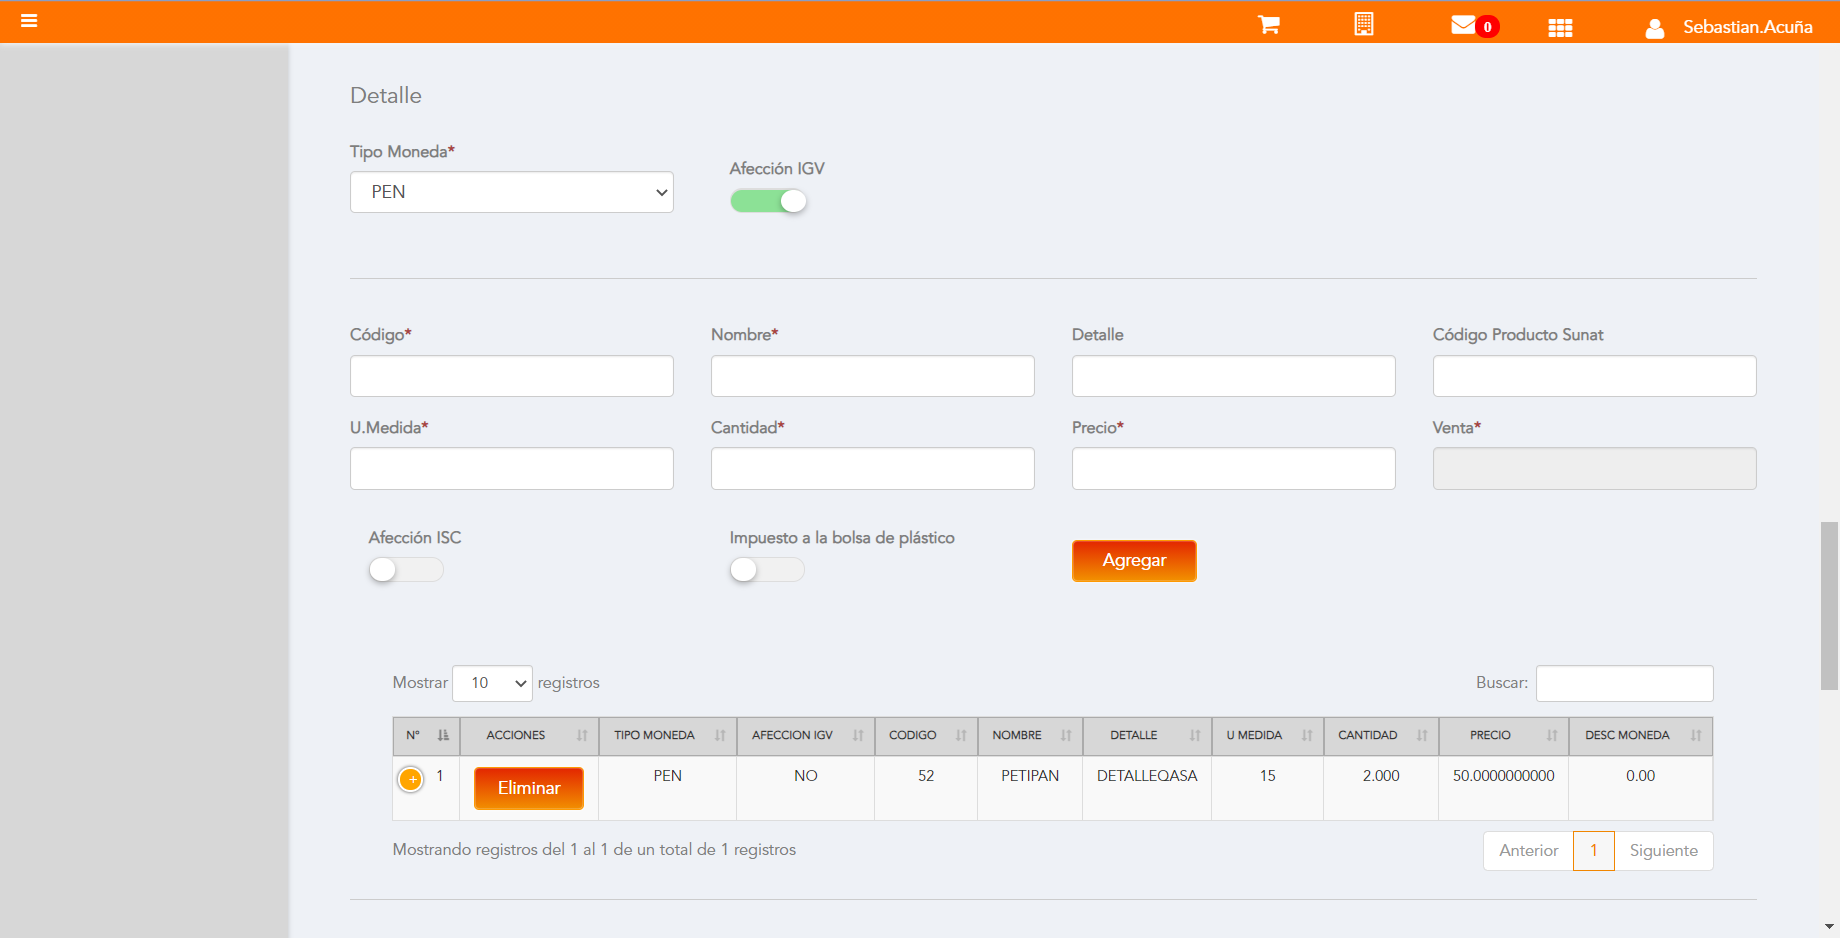 0
Sebastian.Acuña
Detalle
Tipo Moneda*
Afección IGV
PEN
Código*
Nombre*
Detalle
Código Producto Sunat
U.Medida*
Cantidad*
Precio*
Venta*
Afección ISC
Impuesto a la bolsa de plástico
Agregar
Mostrar 10 registros
Buscar:
N° ACCIONES TIPO MONEDA AFECCION IGV CODIGO NOMBRE DETALLE U MEDIDA CANTIDAD PRECIO DESC MONEDA
+ 1 Eliminar PEN NO 52 PETIPAN DETALLEQASA 15 2.000 50.0000000000 0.00
Mostrando registros del 1 al 1 de un total de 1 registros
Anterior 1 Siguiente